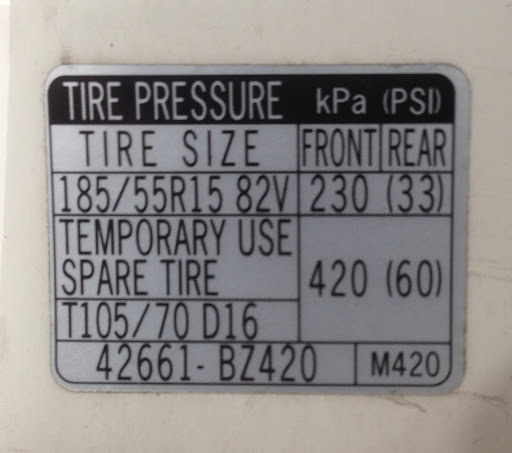 TIRE PRESSURE kPa (PSI)
TIRE SIZE FRONT REAR
185/55R15 82V 230 (33)
TEMPORARY USE
SPARE TIRE 420 (60)
T105/70 D16
42661-BZ420 M420